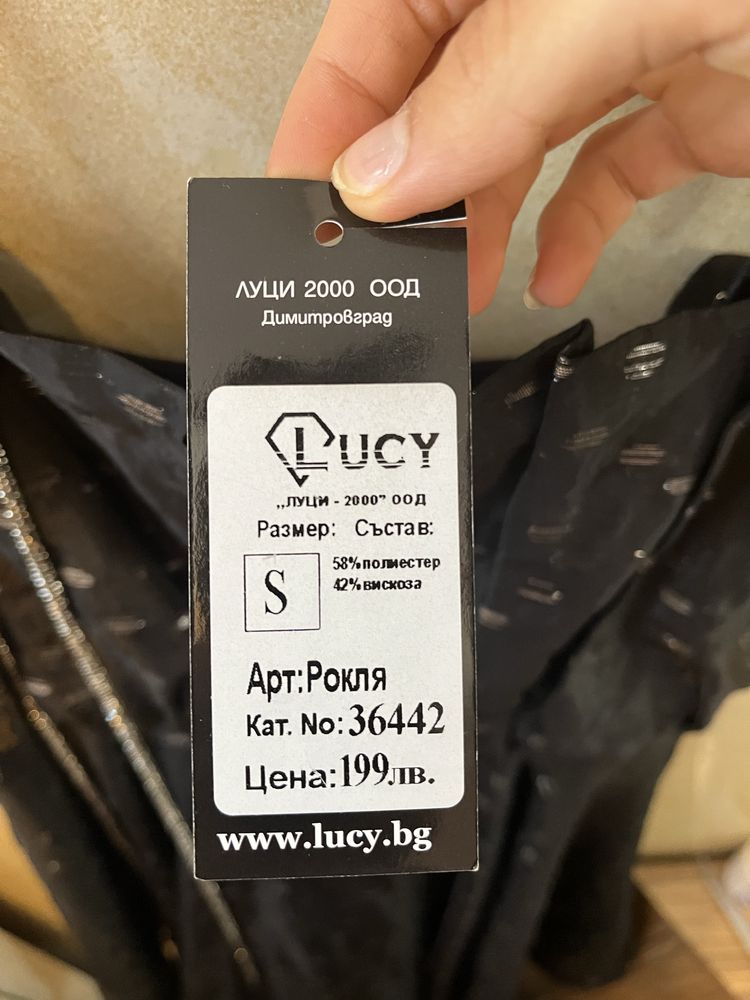 ЛУЦИ 2000 ООД
Димитровград
LUCY
„ЛУЦИ - 2000" ООД
Размер: Състав:
S
58%полиестер
42%вискоза
Арт:Рокля
Кат. No: 36442
Цена:199лв.
www.lucy.bg